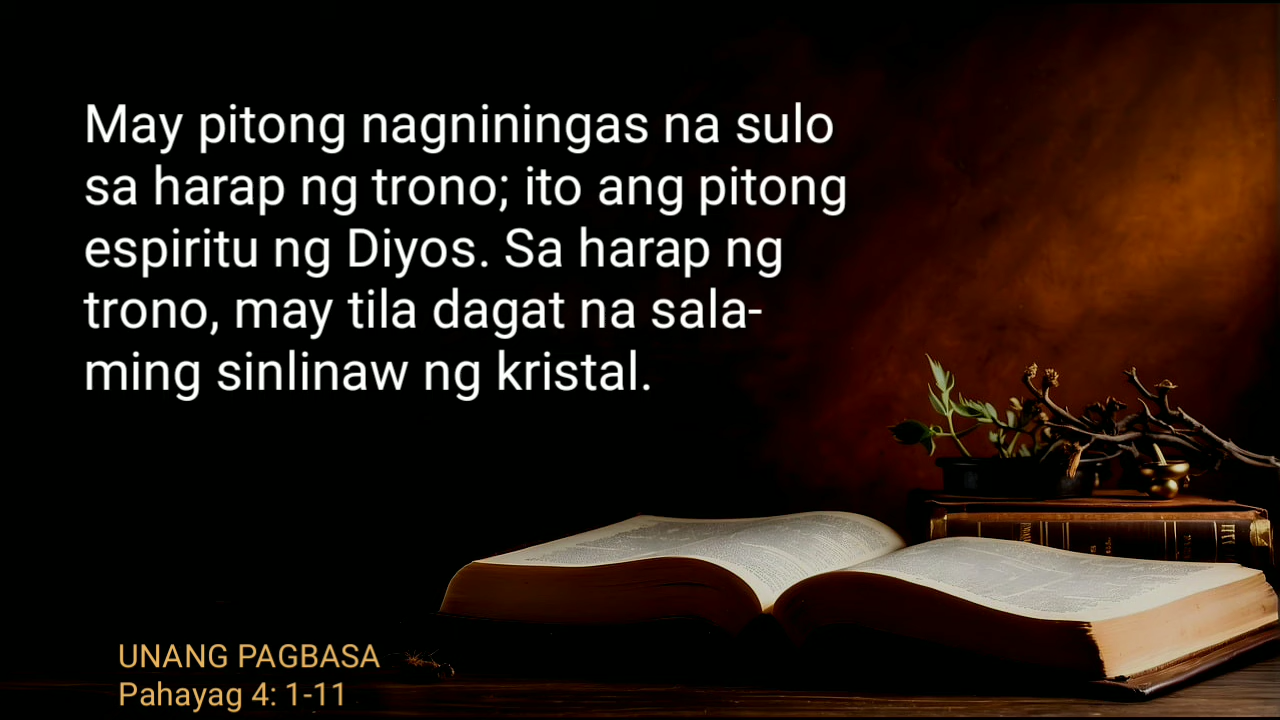 May pitong nagniningas na sulo
sa harap ng trono; ito ang pitong
espiritu ng Diyos. Sa harap ng
trono, may tila dagat na sala-
ming sinlinaw ng kristal.
UNANG PAGBASA
Pahayag 4: 1-11